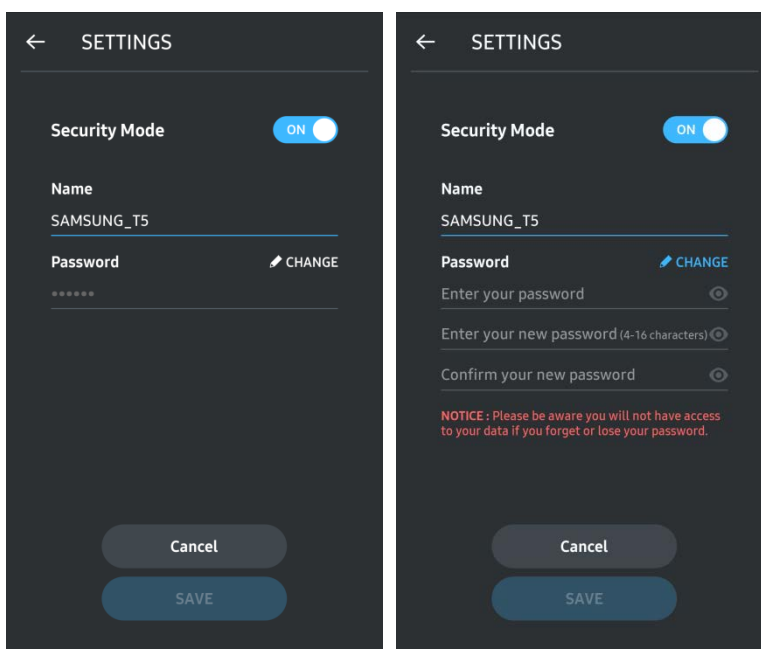 SETTINGS
Security Mode
ON
Name
SAMSUNG_T5
Password
CHANGE
SETTINGS
Security Mode
ON
Name
SAMSUNG_T5
Password
CHANGE
Enter your password
Enter your new password (4-16 characters)
Confirm your new password
NOTICE : Please be aware you will not have access
to your data if you forget or lose your password.
Cancel
SAVE
Cancel
SAVE